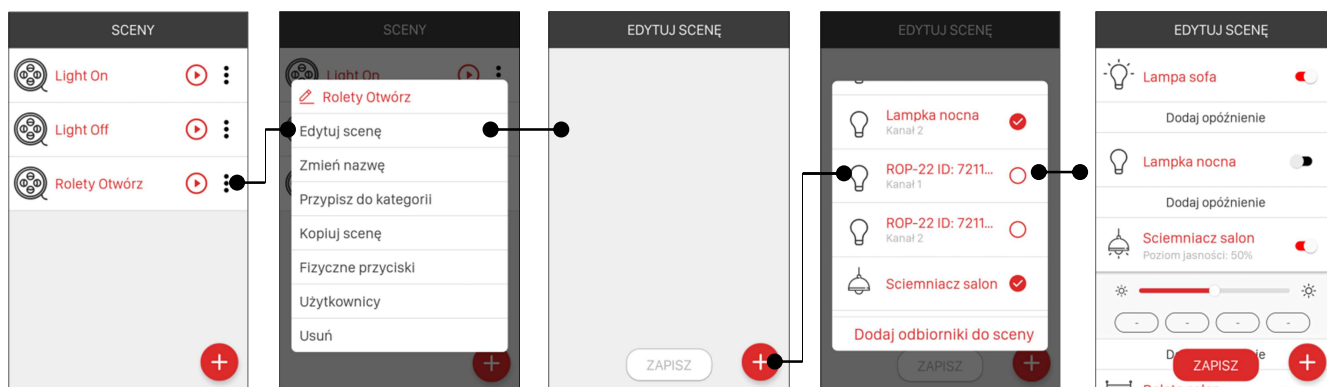 SCENY
Light On
Light Off
Rolety Otwórz
SCENY
Light On
Rolety Otwórz
Edytuj scenę
Zmień nazwę
Przypisz do kategorii
Kopiuj scenę
Fizyczne przyciski
Użytkownicy
Usuń
EDYTUJ SCENĘ
ZAPISZ
EDYTUJ SCENĘ
Lampka nocna
Kanał 2
ROP-22 ID: 7211...
Kanał 1
ROP-22 ID: 7211...
Kanał 2
Sciemniacz salon
Dodaj odbiorniki do sceny
ZAPISZ
EDYTUJ SCENĘ
Lampa sofa
Dodaj opóźnienie
Lampka nocna
Dodaj opóźnienie
Sciemniacz salon
Poziom jasności: 50%
- - - -
ZAPISZ